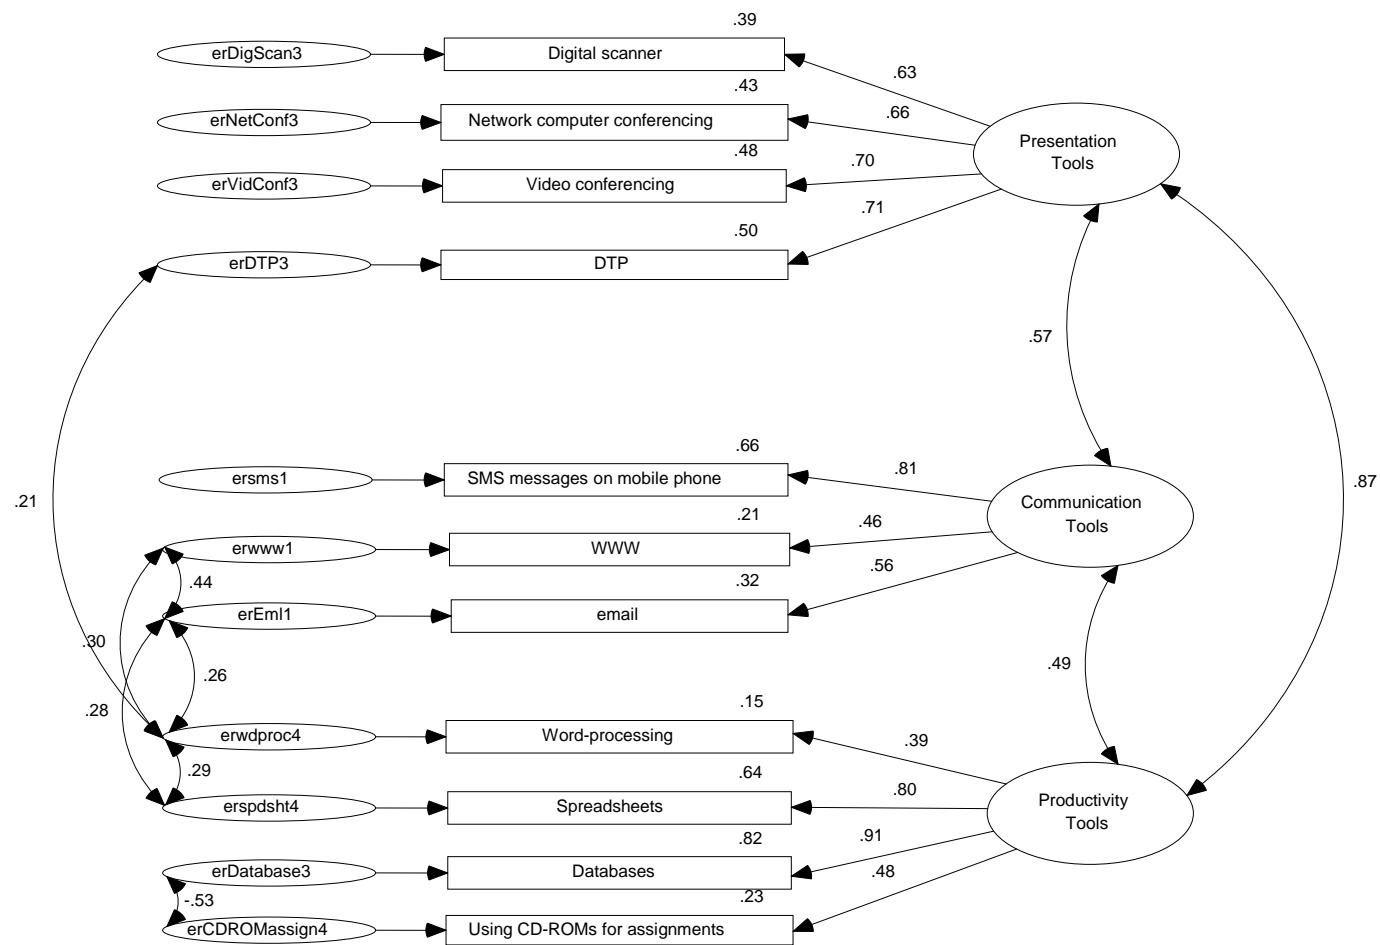 .39
erDigScan3
Digital scanner
.63
.43
erNetConf3
Network computer conferencing
.66
Presentation
Tools
.48
erVidConf3
Video conferencing
.70
.71
.50
erDTP3
DTP
.57
.66
ersms1
SMS messages on mobile phone
.81
.87
.21
Communication
Tools
.21
erwww1
WWW
.46
.44
.56
.32
erEml1
email
.30
.26
.49
.28
.15
erwdproc4
Word-processing
.39
.29
.64
erspdsht4
Spreadsheets
.80
Productivity
Tools
.82
.91
erDatabase3
Databases
.48
-.53
.23
erCDROMassign4
Using CD-ROMs for assignments